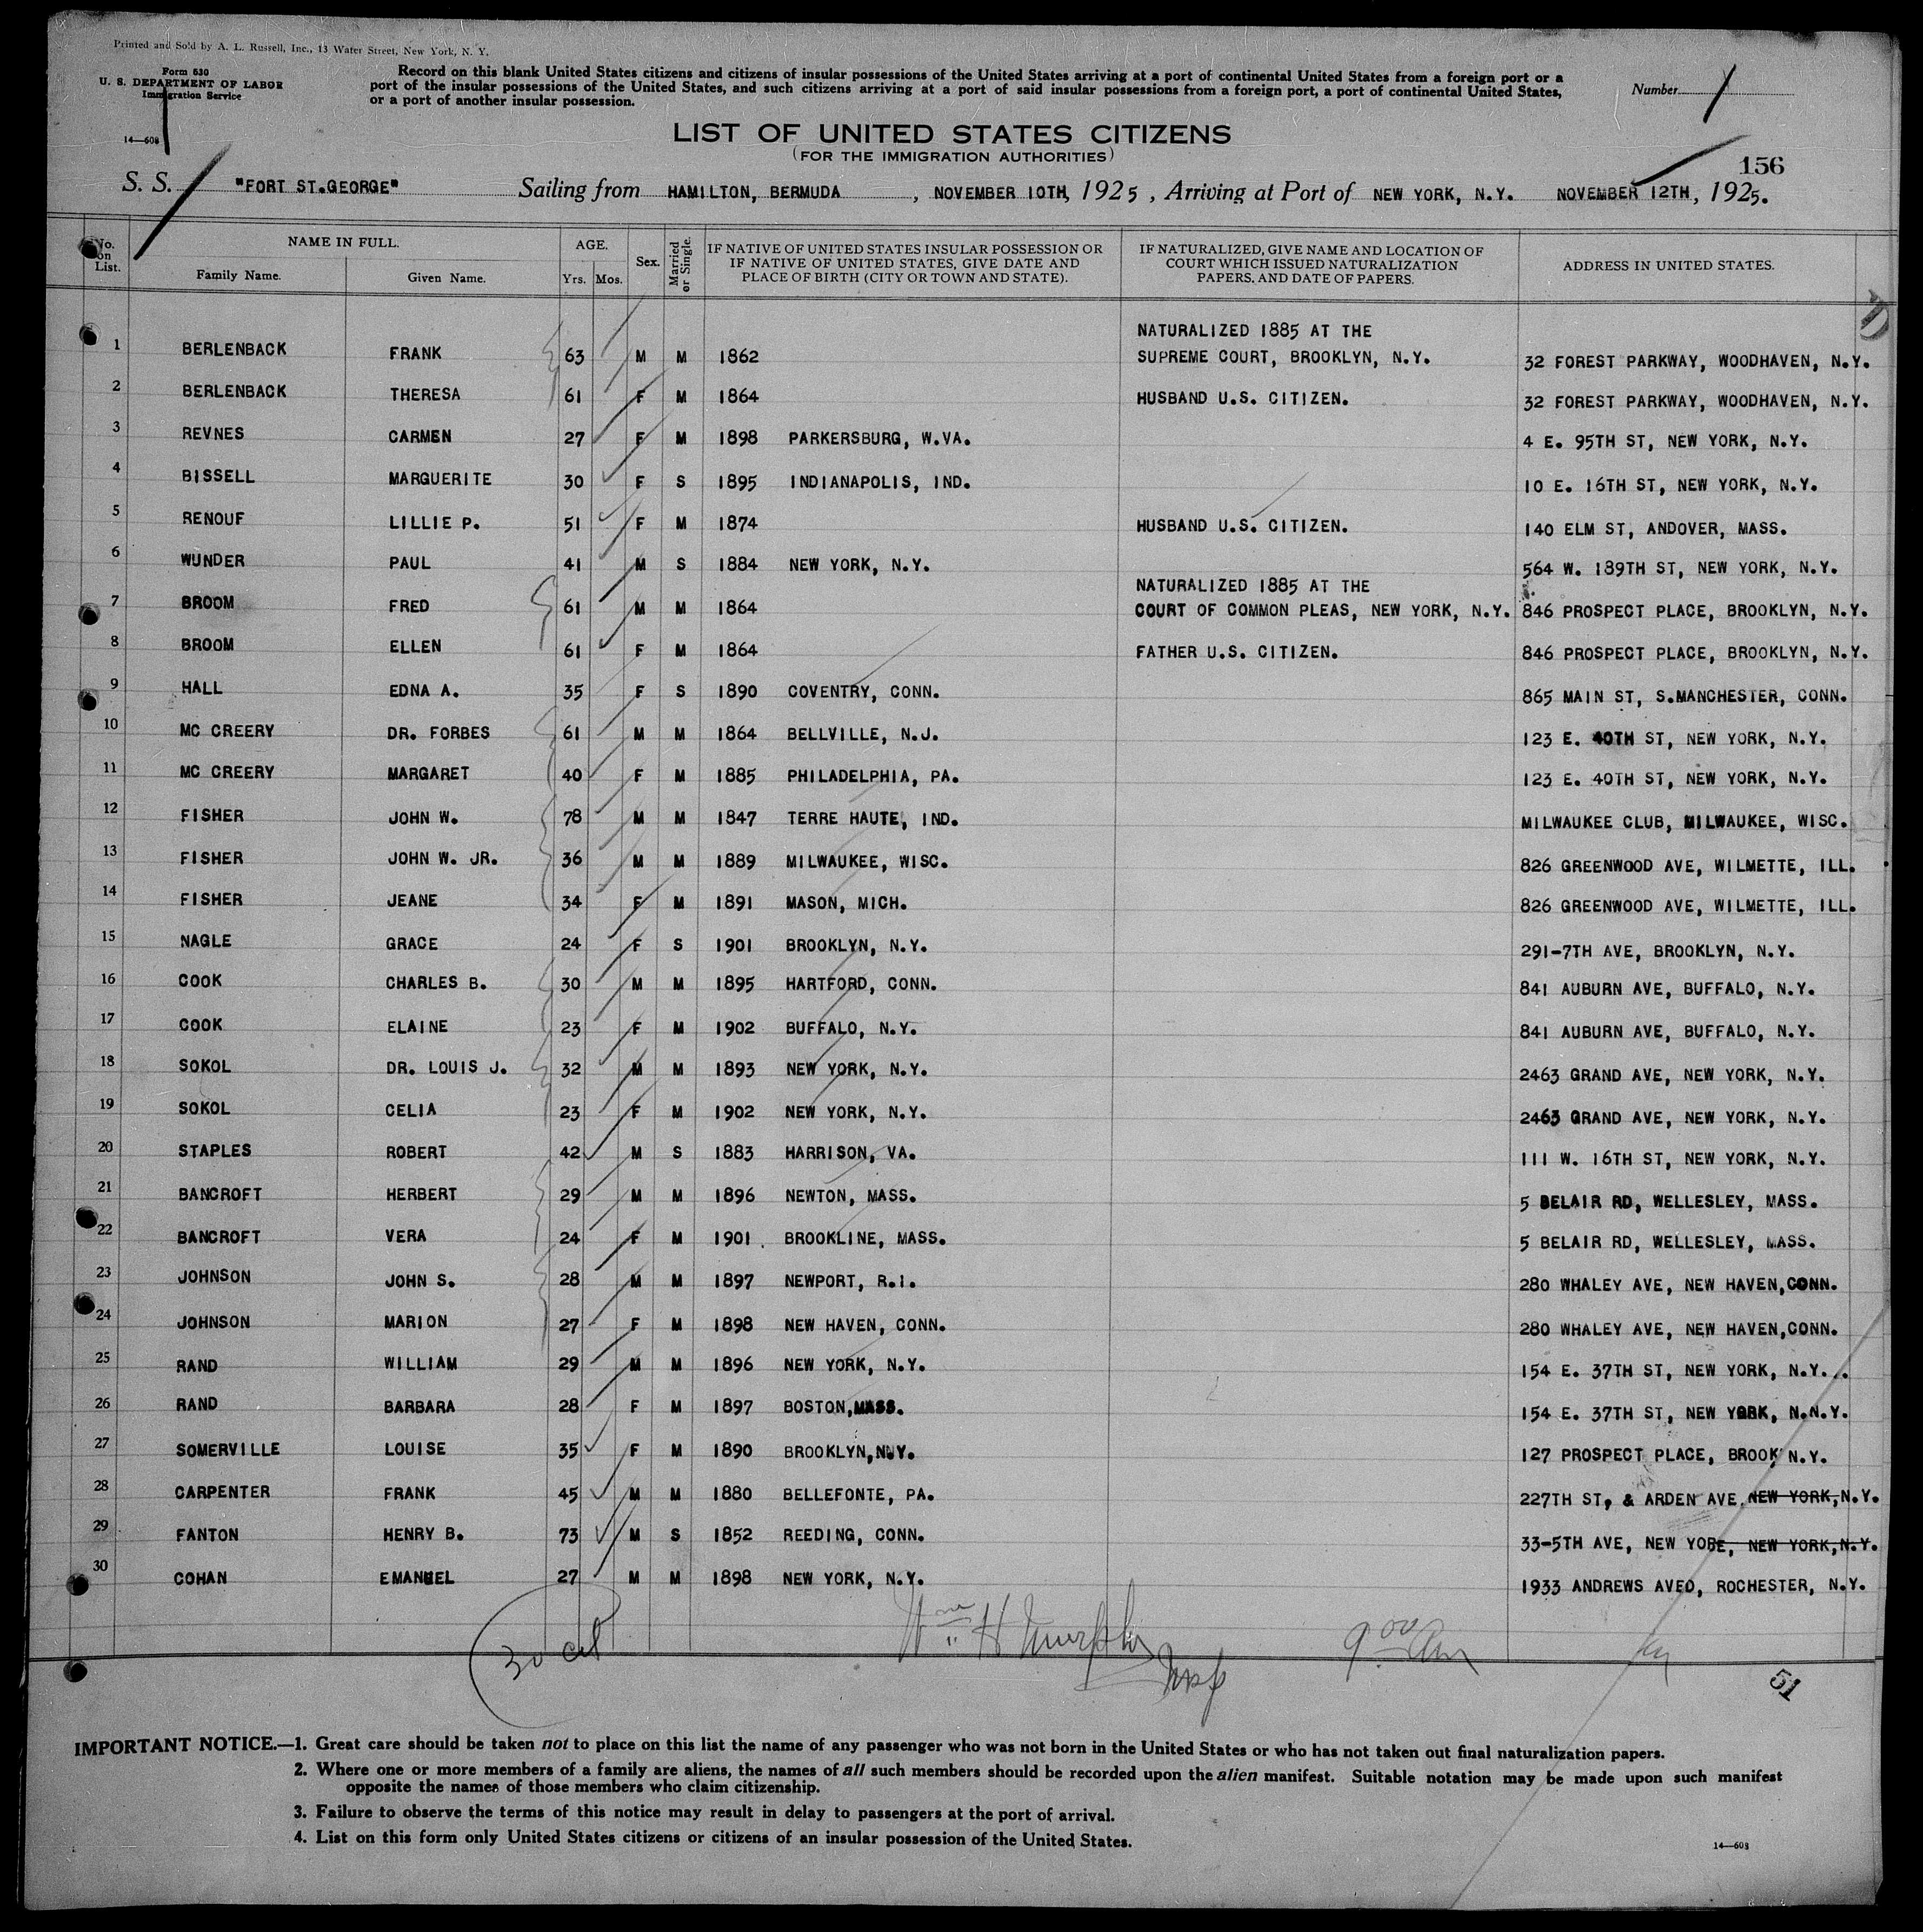 Printed and Sold by A. L. Russell, Inc., 13 Water Street, New York, N. Y.
Form 630
U. S. DEPARTMENT OF LABOR
Immigration Service
14—608
Record on this blank United States citizens and citizens of insular possessions of the United States arriving at a port of continental United States from a foreign port or a
port of the insular possessions of the United States, and such citizens arriving at a port of said insular possessions from a foreign port, a port of continental United States,
or a port of another insular possession.
Number 1
LIST OF UNITED STATES CITIZENS
(FOR THE IMMIGRATION AUTHORITIES)
156
S. S. "FORT ST.GEORGE" Sailing from HAMILTON, BERMUDA, NOVEMBER 10TH, 1925, Arriving at Port of NEW YORK, N.Y. NOVEMBER 12TH, 1925.
No. on List. NAME IN FULL. Family Name. Given Name. AGE. Yrs. Mos. Sex. Married or Single. IF NATIVE OF UNITED STATES INSULAR POSSESSION OR IF NATIVE OF UNITED STATES, GIVE DATE AND PLACE OF BIRTH (CITY OR TOWN AND STATE). IF NATURALIZED, GIVE NAME AND LOCATION OF COURT WHICH ISSUED NATURALIZATION PAPERS, AND DATE OF PAPERS. ADDRESS IN UNITED STATES.
1 BERLENBACK FRANK 63 M M 1862 NATURALIZED 1885 AT THE SUPREME COURT, BROOKLYN, N.Y. 32 FOREST PARKWAY, WOODHAVEN, N.Y.
2 BERLENBACK THERESA 61 F M 1864 HUSBAND U.S. CITIZEN. 32 FOREST PARKWAY, WOODHAVEN, N.Y.
3 REVNES CARMEN 27 F M 1898 PARKERSBURG, W.VA. 4 E. 95TH ST, NEW YORK, N.Y.
4 BISSELL MARGUERITE 30 F S 1895 INDIANAPOLIS, IND. 10 E. 16TH ST, NEW YORK, N.Y.
5 RENOUF LILLIE P. 51 F M 1874 HUSBAND U.S. CITIZEN. 140 ELM ST, ANDOVER, MASS.
6 WUNDER PAUL 41 M S 1884 NEW YORK, N.Y. 564 W. 189TH ST, NEW YORK, N.Y.
7 BROOM FRED 61 M M 1864 NATURALIZED 1885 AT THE COURT OF COMMON PLEAS, NEW YORK, N.Y. 846 PROSPECT PLACE, BROOKLYN, N.Y.
8 BROOM ELLEN 61 F M 1864 FATHER U.S. CITIZEN. 846 PROSPECT PLACE, BROOKLYN, N.Y.
9 HALL EDNA A. 35 F S 1890 COVENTRY, CONN. 865 MAIN ST, S.MANCHESTER, CONN.
10 MC CREERY DR. FORBES 61 M M 1864 BELLVILLE, N.J. 123 E. 40TH ST, NEW YORK, N.Y.
11 MC CREERY MARGARET 40 F M 1885 PHILADELPHIA, PA. 123 E. 40TH ST, NEW YORK, N.Y.
12 FISHER JOHN W. 78 M M 1847 TERRE HAUTE, IND. MILWAUKEE CLUB, MILWAUKEE, WISC.
13 FISHER JOHN W. JR. 36 M M 1889 MILWAUKEE, WISC. 826 GREENWOOD AVE, WILMETTE, ILL.
14 FISHER JEANE 34 F M 1891 MASON, MICH. 826 GREENWOOD AVE, WILMETTE, ILL.
15 NAGLE GRACE 24 F S 1901 BROOKLYN, N.Y. 291-7TH AVE, BROOKLYN, N.Y.
16 COOK CHARLES B. 30 M M 1895 HARTFORD, CONN. 841 AUBURN AVE, BUFFALO, N.Y.
17 COOK ELAINE 23 F M 1902 BUFFALO, N.Y. 841 AUBURN AVE, BUFFALO, N.Y.
18 SOKOL DR. LOUIS J. 32 M M 1893 NEW YORK, N.Y. 2463 GRAND AVE, NEW YORK, N.Y.
19 SOKOL CELIA 23 F M 1902 NEW YORK, N.Y. 2463 GRAND AVE, NEW YORK, N.Y.
20 STAPLES ROBERT 42 M S 1883 HARRISON, VA. 111 W. 16TH ST, NEW YORK, N.Y.
21 BANCROFT HERBERT 29 M M 1896 NEWTON, MASS. 5 BELAIR RD, WELLESLEY, MASS.
22 BANCROFT VERA 24 F M 1901 BROOKLINE, MASS. 5 BELAIR RD, WELLESLEY, MASS.
23 JOHNSON JOHN S. 28 M M 1897 NEWPORT, R.I. 280 WHALEY AVE, NEW HAVEN,CONN.
24 JOHNSON MARION 27 F M 1898 NEW HAVEN, CONN. 280 WHALEY AVE, NEW HAVEN,CONN.
25 RAND WILLIAM 29 M M 1896 NEW YORK, N.Y. 154 E. 37TH ST, NEW YORK, N.Y...
26 RAND BARBARA 28 F M 1897 BOSTON,MASS. 154 E. 37TH ST, NEW YORK, N.N.Y.
27 SOMERVILLE LOUISE 35 F M 1890 BROOKLYN,N.Y. 127 PROSPECT PLACE, BROOK N.Y.
28 CARPENTER FRANK 45 M M 1880 BELLEFONTE, PA. 227TH ST, & ARDEN AVE, NEW YORK,N.Y.
29 FANTON HENRY B. 73 M S 1852 REEDING, CONN. 33-5TH AVE, NEW YORE, NEW YORK,N.Y.
30 COHAN EMANUEL 27 M M 1898 NEW YORK, N.Y. 1933 ANDREWS AVEO, ROCHESTER, N.Y.
30 Wm H Murphy Insp 9 00 Am
51
IMPORTANT NOTICE.—1. Great care should be taken not to place on this list the name of any passenger who was not born in the United States or who has not taken out final naturalization papers.
2. Where one or more members of a family are aliens, the names of all such members should be recorded upon the alien manifest. Suitable notation may be made upon such manifest
opposite the names of those members who claim citizenship.
3. Failure to observe the terms of this notice may result in delay to passengers at the port of arrival.
4. List on this form only United States citizens or citizens of an insular possession of the United States.
14—608